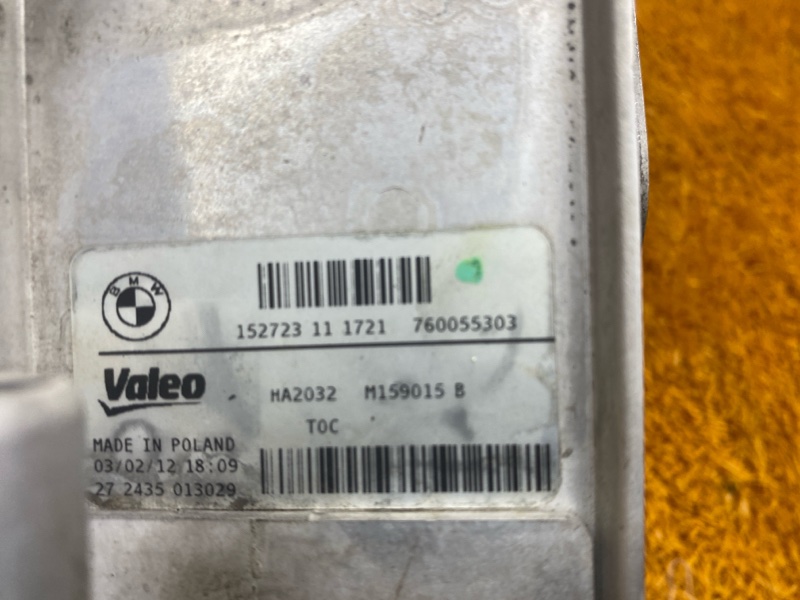 BMW
152723 11 1721 760055303
Valeo
HA2032 M159015 B
TOC
MADE IN POLAND
03/02/12 18:09
27 2435 013029